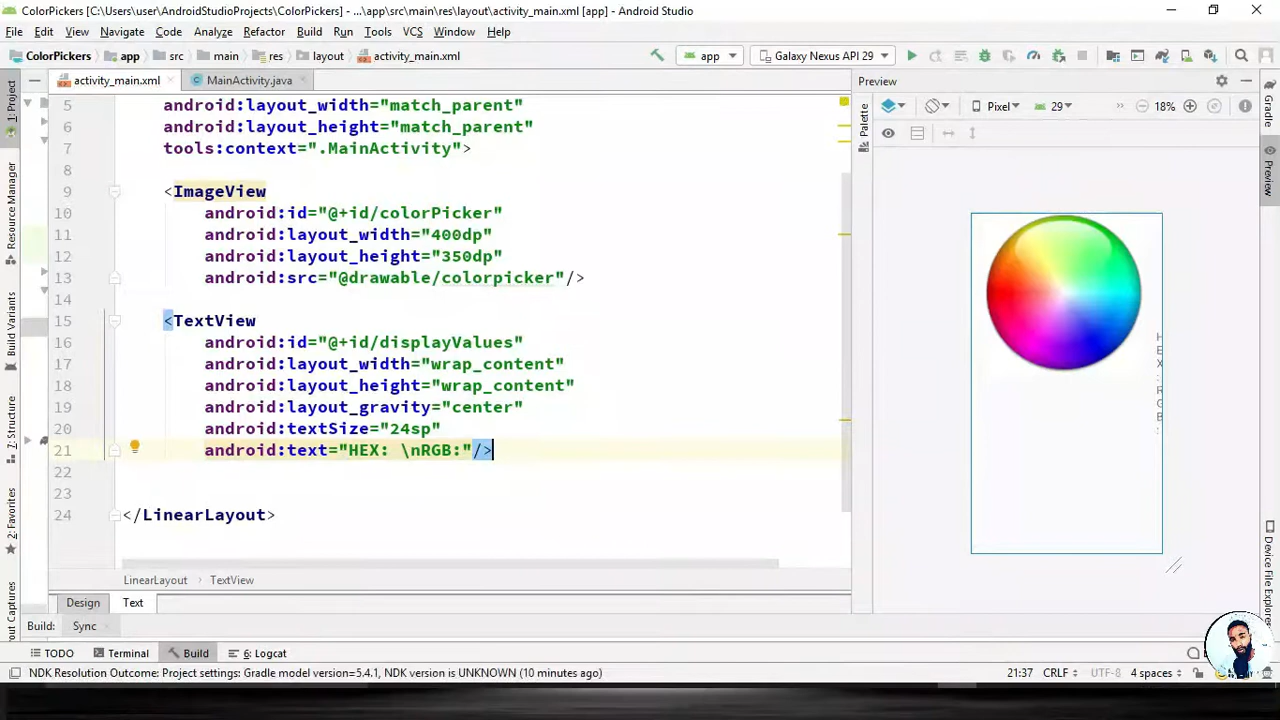 ColorPickers [C:\Users\user\AndroidStudioProjects\ColorPickers] - ...\app\src\main\res\layout\activity_main.xml [app] - Android Studio
File Edit View Navigate Code Analyze Refactor Build Run Tools VCS Window Help
ColorPickers app src main res layout activity_main.xml app Galaxy Nexus API 29
activity_main.xml MainActivity.java Preview
Pixel 29 » 18%
5 android:layout_width="match_parent"
6 android:layout_height="match_parent"
7 tools:context=".MainActivity">
8
9 <ImageView
10 android:id="@+id/colorPicker"
11 android:layout_width="400dp"
12 android:layout_height="350dp"
13 android:src="@drawable/colorpicker"/>
14
15 <TextView
16 android:id="@+id/displayValues"
17 android:layout_width="wrap_content"
18 android:layout_height="wrap_content"
19 android:layout_gravity="center"
20 android:textSize="24sp"
21 android:text="HEX: \nRGB:"/>
22
23
24 </LinearLayout>
LinearLayout TextView
Design Text
Build: Sync
TODO Terminal Build 6: Logcat
NDK Resolution Outcome: Project settings: Gradle model version=5.4.1, NDK version is UNKNOWN (10 minutes ago) 21:37 CRLF UTF-8 4 spaces
1: Project
Resource Manager
Build Variants
Z: Structure
2: Favorites
Palette
H
E
X
:
R
G
B
:
Gradle
Preview